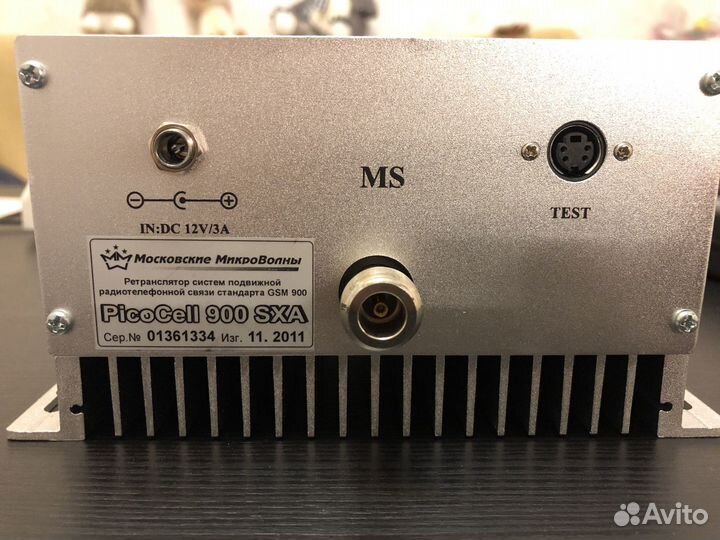 MS
TEST
IN:DC 12V/3A
МОСКОВСКИЕ МИКРОВОЛНЫ
Ретранслятор систем подвижной
радиотелефонной связи стандарта GSM 900
PicoCell 900 SXA
Сер.№ 01361334 Изг. 11. 2011
Avito